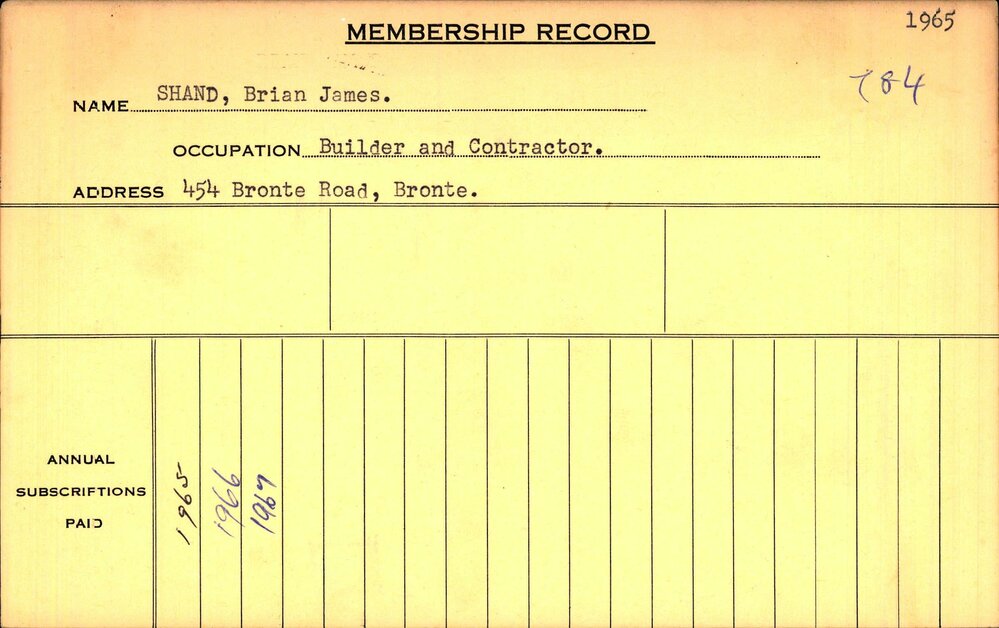 1965
MEMBERSHIP RECORD
784
NAME SHAND, Brian James.
OCCUPATION Builder and Contractor.
ADDRESS 454 Bronte Road, Bronte.
ANNUAL
SUBSCRIPTIONS
PAID
1965
1966
1967